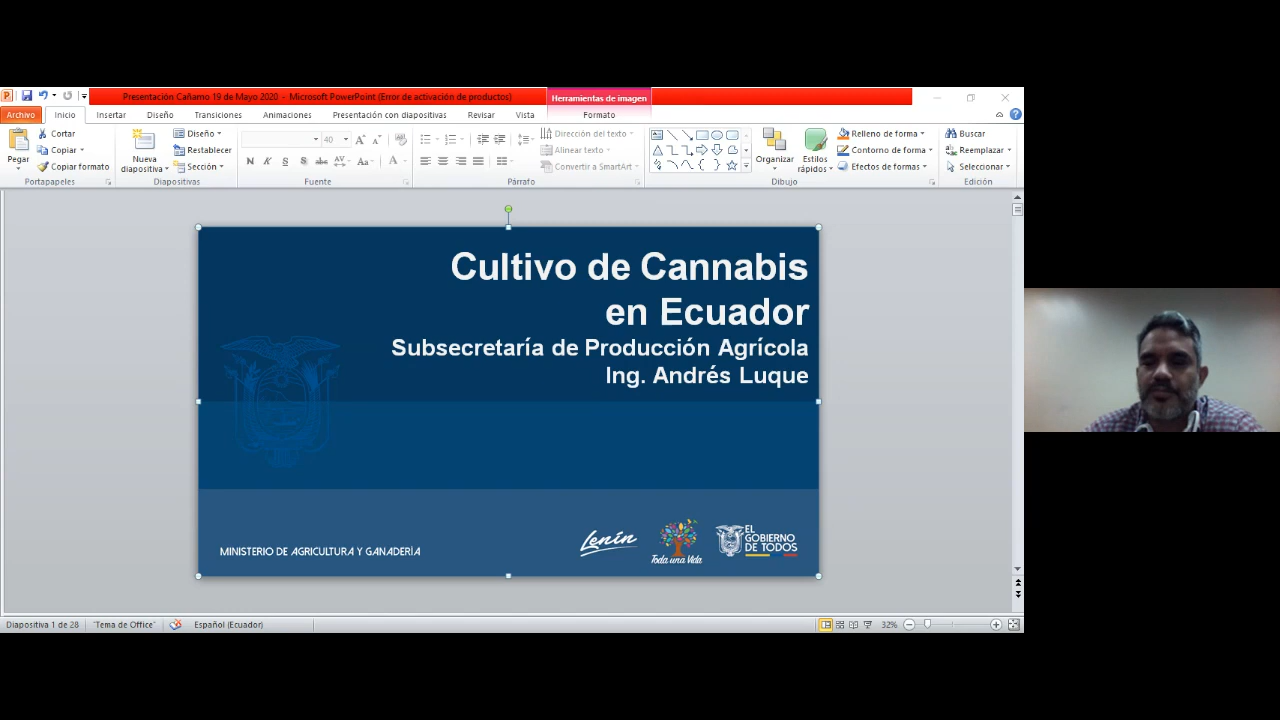 Presentación Cañamo 19 de Mayo 2020 - Microsoft PowerPoint (Error de activación de productos)
Herramientas de imagen
Archivo Inicio Insertar Diseño Transiciones Animaciones Presentación con diapositivas Revisar Vista Formato
Pegar
Cortar
Copiar
Copiar formato
Portapapeles
Nueva
diapositiva
Diseño
Restablecer
Sección
Diapositivas
40
N K S S abc AV Aa A
Fuente
Dirección del texto
Alinear texto
Convertir a SmartArt
Párrafo
Organizar
Estilos
rápidos
Relleno de forma
Contorno de forma
Efectos de formas
Dibujo
Buscar
Reemplazar
Seleccionar
Edición
Cultivo de Cannabis
en Ecuador
Subsecretaría de Producción Agrícola
Ing. Andrés Luque
MINISTERIO DE AGRICULTURA Y GANADERÍA
Lenín
Toda una Vida
EL
GOBIERNO
DE TODOS
Diapositiva 1 de 28 "Tema de Office" Español (Ecuador) 32%